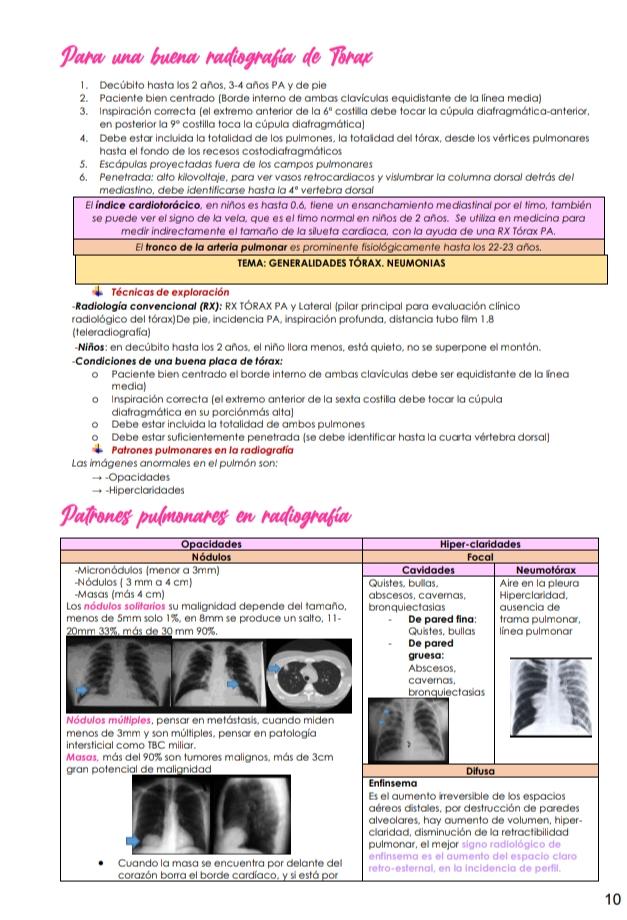 Para una buena radiografía de Tórax
1. Decúbito hasta los 2 años, 3-4 años PA y de pie
2. Paciente bien centrado (Borde interno de ambas clavículas equidistante de la línea media)
3. Inspiración correcta (el extremo anterior de la 6º costilla debe tocar la cúpula diafragmática-anterior,
en posterior la 9º costilla toca la cúpula diafragmática)
4. Debe estar incluida la totalidad de los pulmones, la totalidad del tórax, desde los vértices pulmonares
hasta el fondo de los recesos costodiafragmáticos
5. Escápulas proyectadas fuera de los campos pulmonares
6. Penetrada: alto kilovoltaje, para ver vasos retrocardiacos y vislumbrar la columna dorsal detrás del
mediastino, debe identificarse hasta la 4º vertebra dorsal
El índice cardiotorácico, en niños es hasta 0.6, tiene un ensanchamiento mediastinal por el timo, también
se puede ver el signo de la vela, que es el timo normal en niños de 2 años. Se utiliza en medicina para
medir indirectamente el tamaño de la silueta cardiaca, con la ayuda de una RX Tórax PA.
El tronco de la arteria pulmonar es prominente fisiológicamente hasta los 22-23 años.
TEMA: GENERALIDADES TÓRAX. NEUMONIAS
Técnicas de exploración
-Radiología convencional (RX): RX TÓRAX PA y Lateral (pilar principal para evaluación clínico
radiológico del tórax)De pie, incidencia PA, inspiración profunda, distancia tubo film 1.8
(teleradiografía)
-Niños: en decúbito hasta los 2 años, el niño llora menos, está quieto, no se superpone el montón.
-Condiciones de una buena placa de tórax:
o Paciente bien centrado el borde interno de ambas clavículas debe ser equidistante de la línea
media)
o Inspiración correcta (el extremo anterior de la sexta costilla debe tocar la cúpula
diafragmática en su porciónmás alta)
o Debe estar incluida la totalidad de ambos pulmones
o Debe estar suficientemente penetrada (se debe identificar hasta la cuarta vértebra dorsal)
Patrones pulmonares en la radiografía
Las imágenes anormales en el pulmón son:
→ -Opacidades
→ -Hiperclaridades
Patrones pulmonares en radiografía
Opacidades
Nódulos
-Micronódulos (menor a 3mm)
-Nódulos ( 3 mm a 4 cm)
-Masas (más 4 cm)
Los nódulos solitarios su malignidad depende del tamaño,
menos de 5mm solo 1%, en 8mm se produce un salto, 11-
20mm 33%, más de 30 mm 90%.
Nódulos múltiples, pensar en metástasis, cuando miden
menos de 3mm y son múltiples, pensar en patología
intersticial como TBC miliar.
Masas, más del 90% son tumores malignos, más de 3cm
gran potencial de malignidad
• Cuando la masa se encuentra por delante del
corazón borra el borde cardíaco, y si está por
Hiper-claridades
Focal
Cavidades
Quistes, bullas,
abscesos, cavernas,
bronquiectasias
- De pared fina:
Quistes, bullas
- De pared
gruesa:
Abscesos,
cavernas,
bronquiectasias
Neumotórax
Aire en la pleura
Hiperclaridad,
ausencia de
trama pulmonar,
línea pulmonar
Difusa
Enfinsema
Es el aumento irreversible de los espacios
aéreos distales, por destrucción de paredes
alveolares, hay aumento de volumen, hiper-
claridad, disminución de la retractibilidad
pulmonar, el mejor signo radiológico de
enfinsema es el aumento del espacio claro
retro-esternal, en la incidencia de perfil.
10